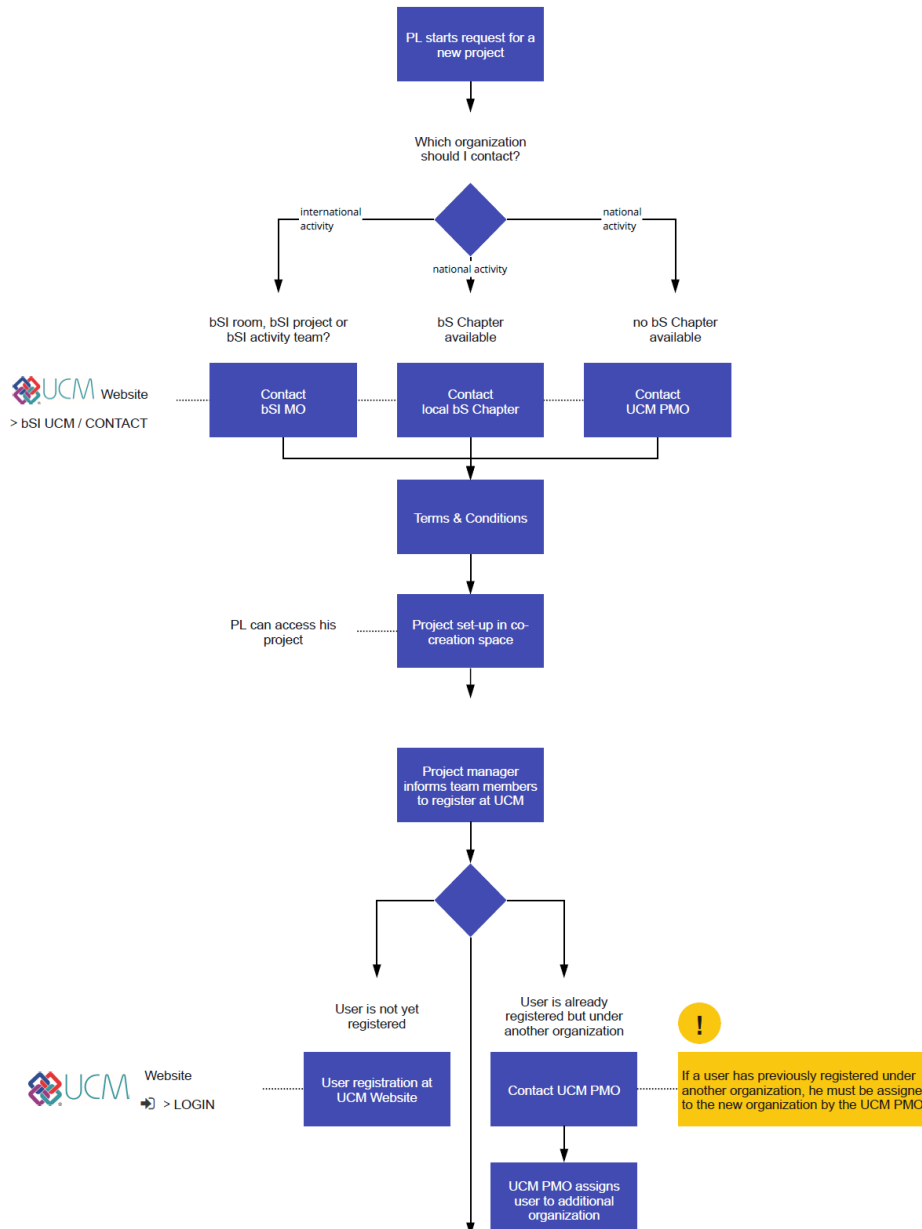 PL starts request for a
new project
Which organization
should I contact?
international
activity
national
activity
national activity
bSI room, bSI project or
bSI activity team?
bS Chapter
available
no bS Chapter
available
UCM Website
> bSI UCM / CONTACT
Contact
bSI MO
Contact
local bS Chapter
Contact
UCM PMO
Terms & Conditions
PL can access his
project
Project set-up in co-
creation space
Project manager
informs team members
to register at UCM
User is not yet
registered
User is already
registered but under
another organization
!
UCM
Website
> LOGIN
User registration at
UCM Website
Contact UCM PMO
If a user has previously registered under
another organization, he must be assigne
to the new organization by the UCM PMO
UCM PMO assigns
user to additional
organization